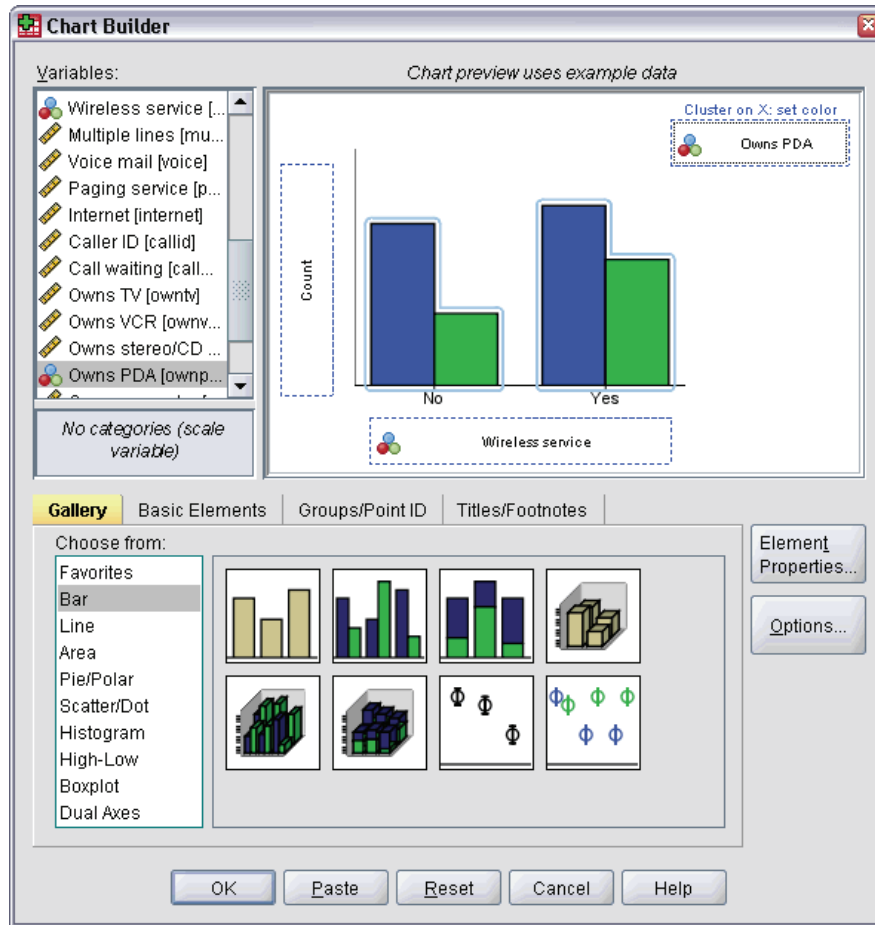 Chart Builder
Variables:
Chart preview uses example data
Wireless service [...
Multiple lines [mu...
Voice mail [voice]
Paging service [p...
Internet [internet]
Caller ID [callid]
Call waiting [call...
Owns TV [owntv]
Owns VCR [ownv...
Owns stereo/CD ...
Owns PDA [ownp...
No categories (scale
variable)
Cluster on X: set color
Owns PDA
Count
No
Yes
Wireless service
Gallery
Basic Elements
Groups/Point ID
Titles/Footnotes
Choose from:
Favorites
Bar
Line
Area
Pie/Polar
Scatter/Dot
Histogram
High-Low
Boxplot
Dual Axes
Element
Properties...
Options...
OK
Paste
Reset
Cancel
Help